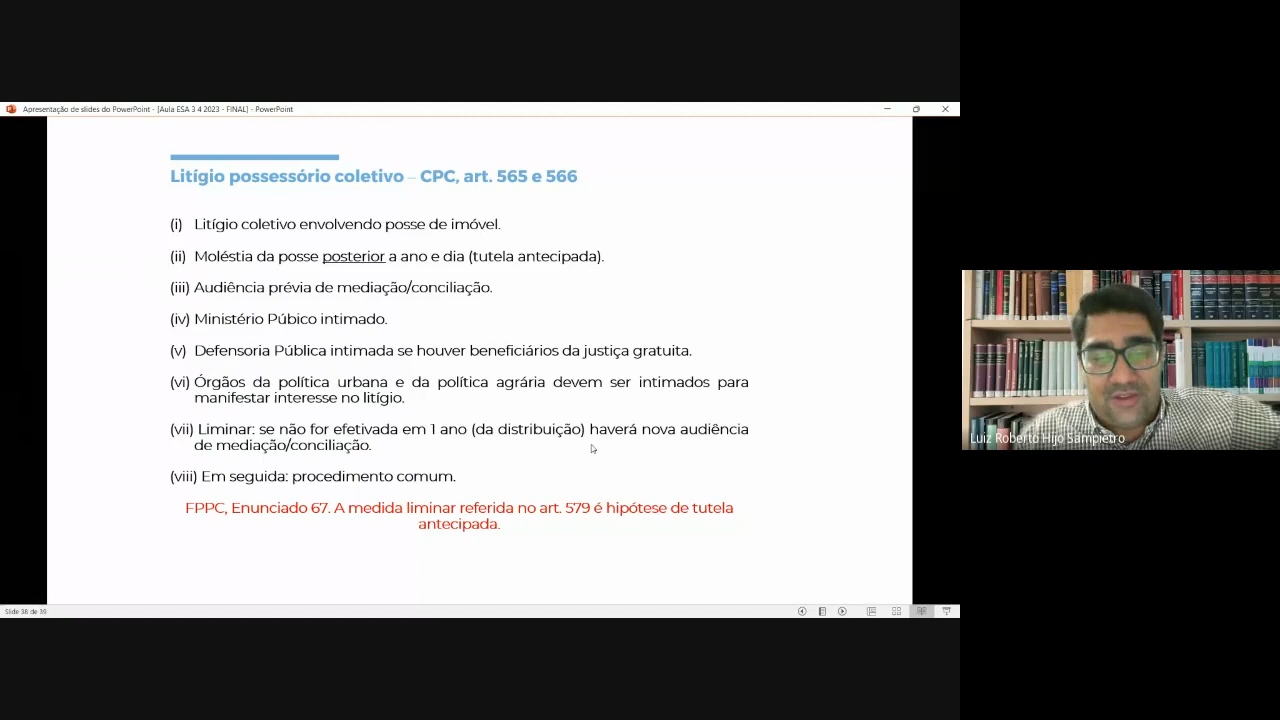 Apresentação de slides do PowerPoint - [Aula ESA 3 4 2023 - FINAL] - PowerPoint
Litígio possessório coletivo – CPC, art. 565 e 566
(i) Litígio coletivo envolvendo posse de imóvel.
(ii) Moléstia da posse posterior a ano e dia (tutela antecipada).
(iii) Audiência prévia de mediação/conciliação.
(iv) Ministério Púbico intimado.
(v) Defensoria Pública intimada se houver beneficiários da justiça gratuita.
(vi) Órgãos da política urbana e da política agrária devem ser intimados para
manifestar interesse no litígio.
(vii) Liminar: se não for efetivada em 1 ano (da distribuição) haverá nova audiência
de mediação/conciliação.
(viii) Em seguida: procedimento comum.
FPPC, Enunciado 67. A medida liminar referida no art. 579 é hipótese de tutela
antecipada.
Slide 38 de 39
Luiz Roberto Hijo Sampietro